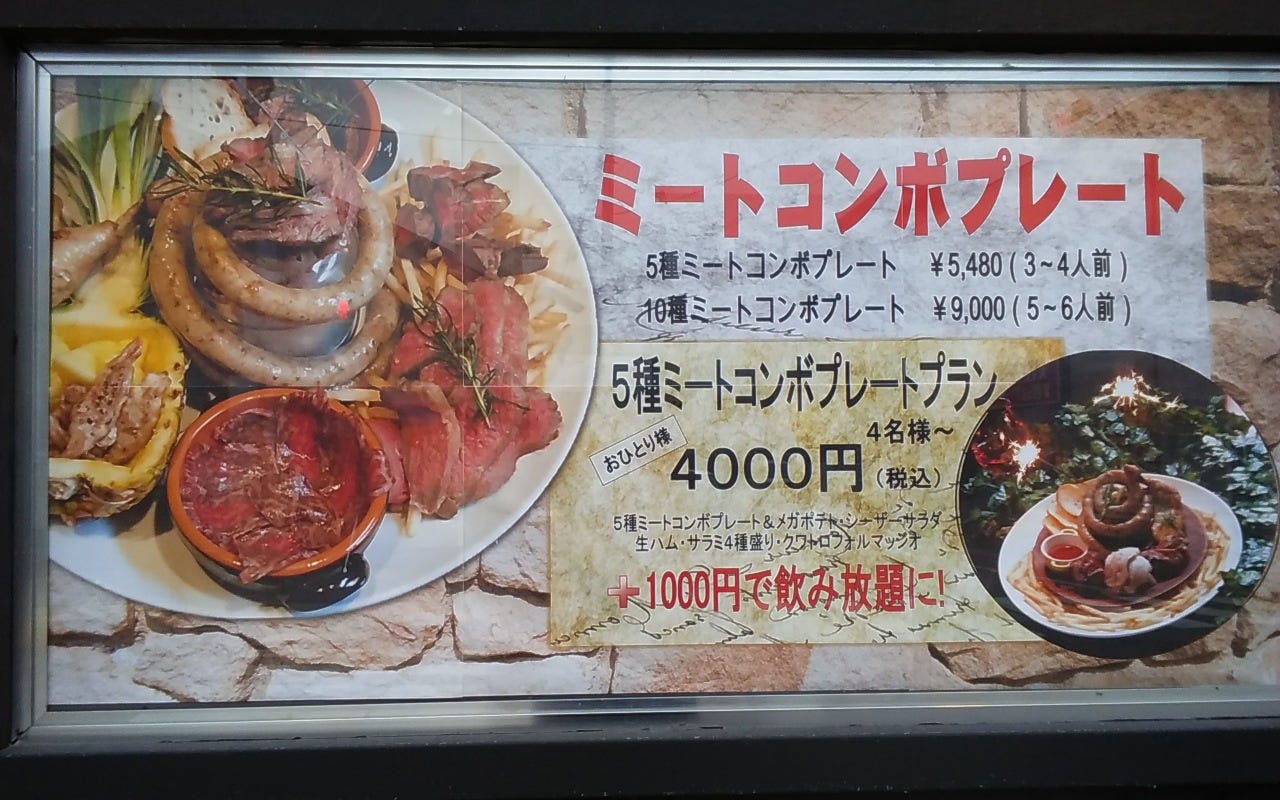 ミートコンボプレート
5種ミートコンボプレート ￥5,480 ( 3～4人前 )
10種ミートコンボプレート ￥9,000 ( 5～6人前 )
5種ミートコンボプレートプラン
4名様～
おひとり様 4000円 (税込)
5種ミートコンボプレート＆メガポテト・シーザーサラダ
生ハム・サラミ4種盛り・クワトロフォルマッジオ
＋1000円で飲み放題に!